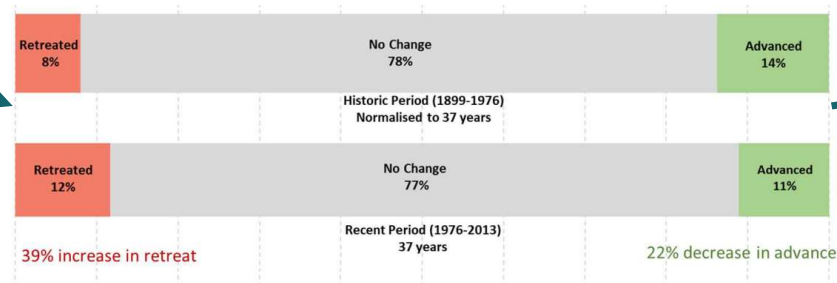 Retreated
8%
No Change
78%
Advanced
14%
Historic Period (1899-1976)
Normalised to 37 years
Retreated
12%
No Change
77%
Advanced
11%
Recent Period (1976-2013)
37 years
39% increase in retreat
22% decrease in advance